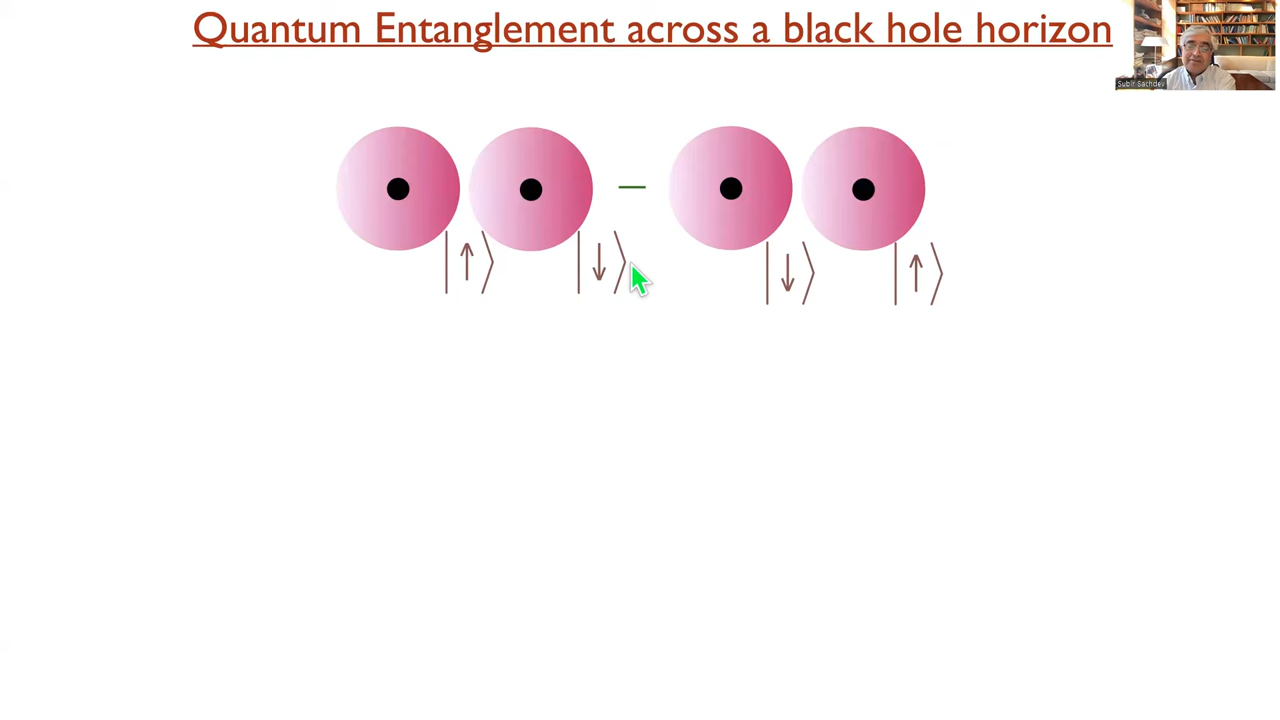 Quantum Entanglement across a black hole horizon
Subir Sachdev
−
|↑⟩ |↓⟩ |↓⟩ |↑⟩